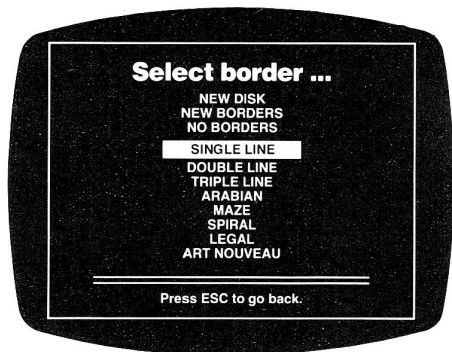 Select border ...
NEW DISK
NEW BORDERS
NO BORDERS
SINGLE LINE
DOUBLE LINE
TRIPLE LINE
ARABIAN
MAZE
SPIRAL
LEGAL
ART NOUVEAU
Press ESC to go back.